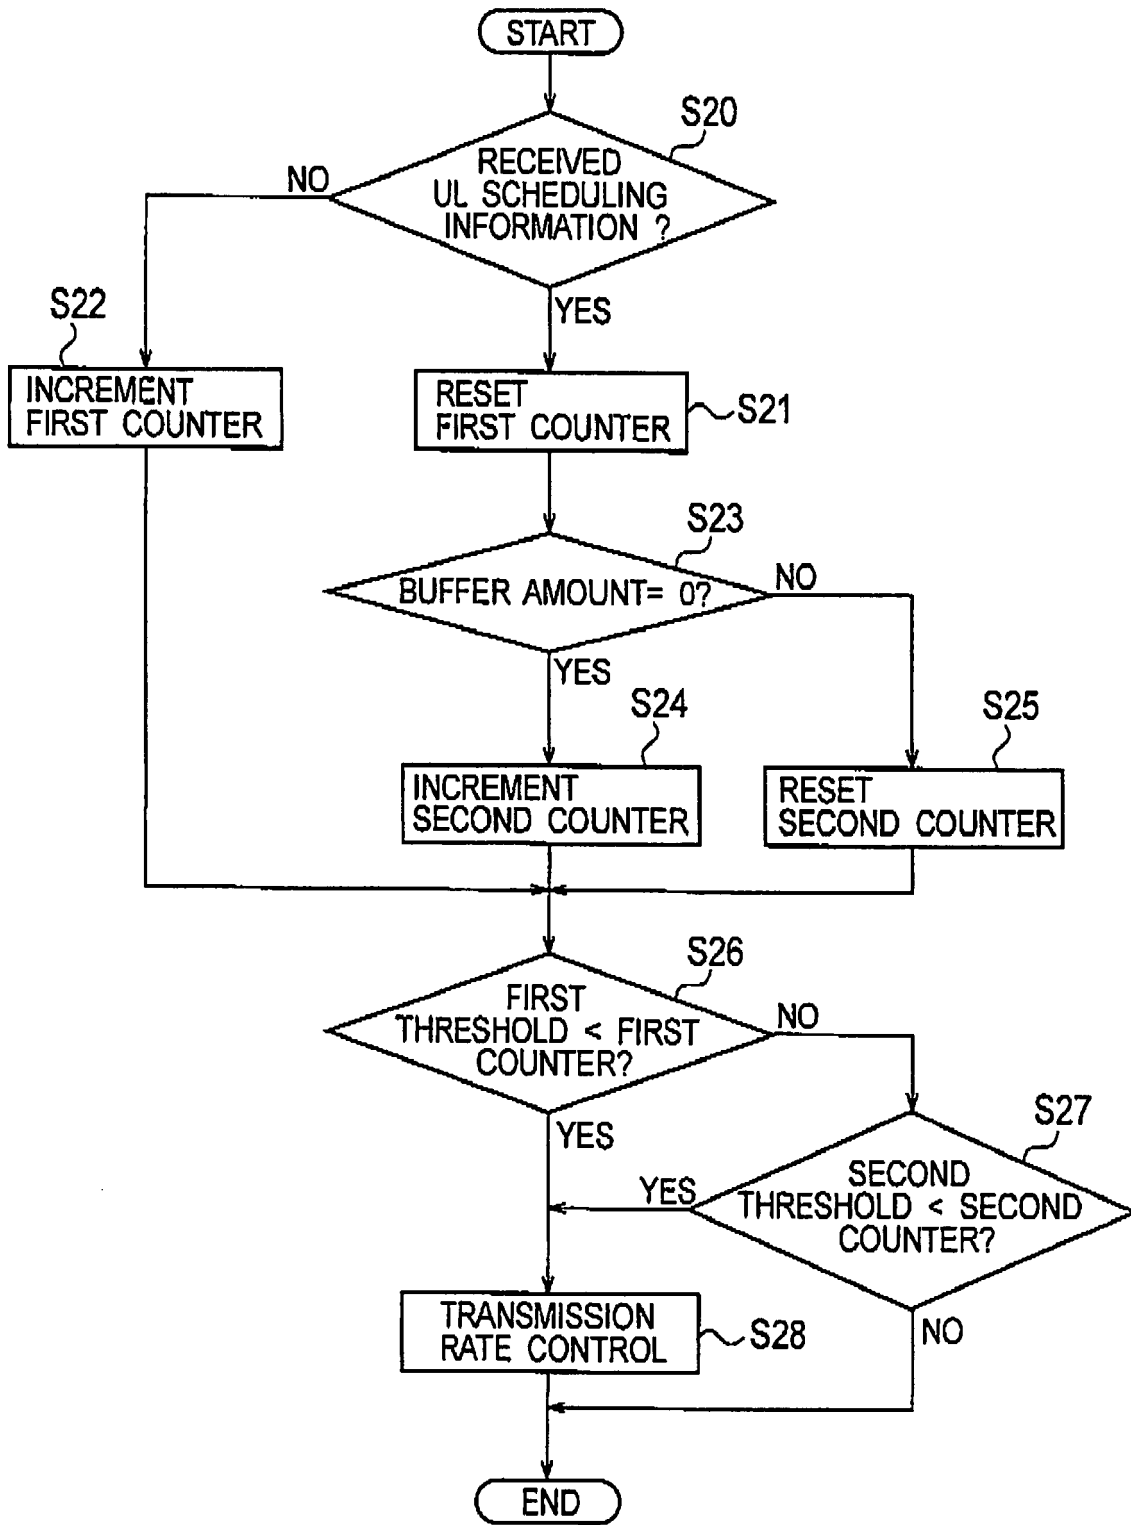 START
S20
RECEIVED
UL SCHEDULING
INFORMATION ?
NO
YES
S22
INCREMENT
FIRST COUNTER
RESET
FIRST COUNTER
S21
S23
BUFFER AMOUNT= 0?
NO
YES
S24
S25
INCREMENT
SECOND COUNTER
RESET
SECOND COUNTER
S26
FIRST
THRESHOLD < FIRST
COUNTER?
NO
YES
S27
SECOND
THRESHOLD < SECOND
COUNTER?
YES
NO
TRANSMISSION
RATE CONTROL
S28
END